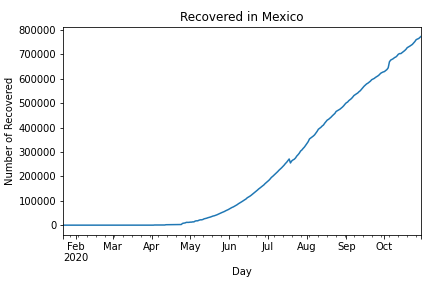 Recovered in Mexico
Number of Recovered
800000
700000
600000
500000
400000
300000
200000
100000
0
Feb Mar Apr May Jun Jul Aug Sep Oct
2020
Day